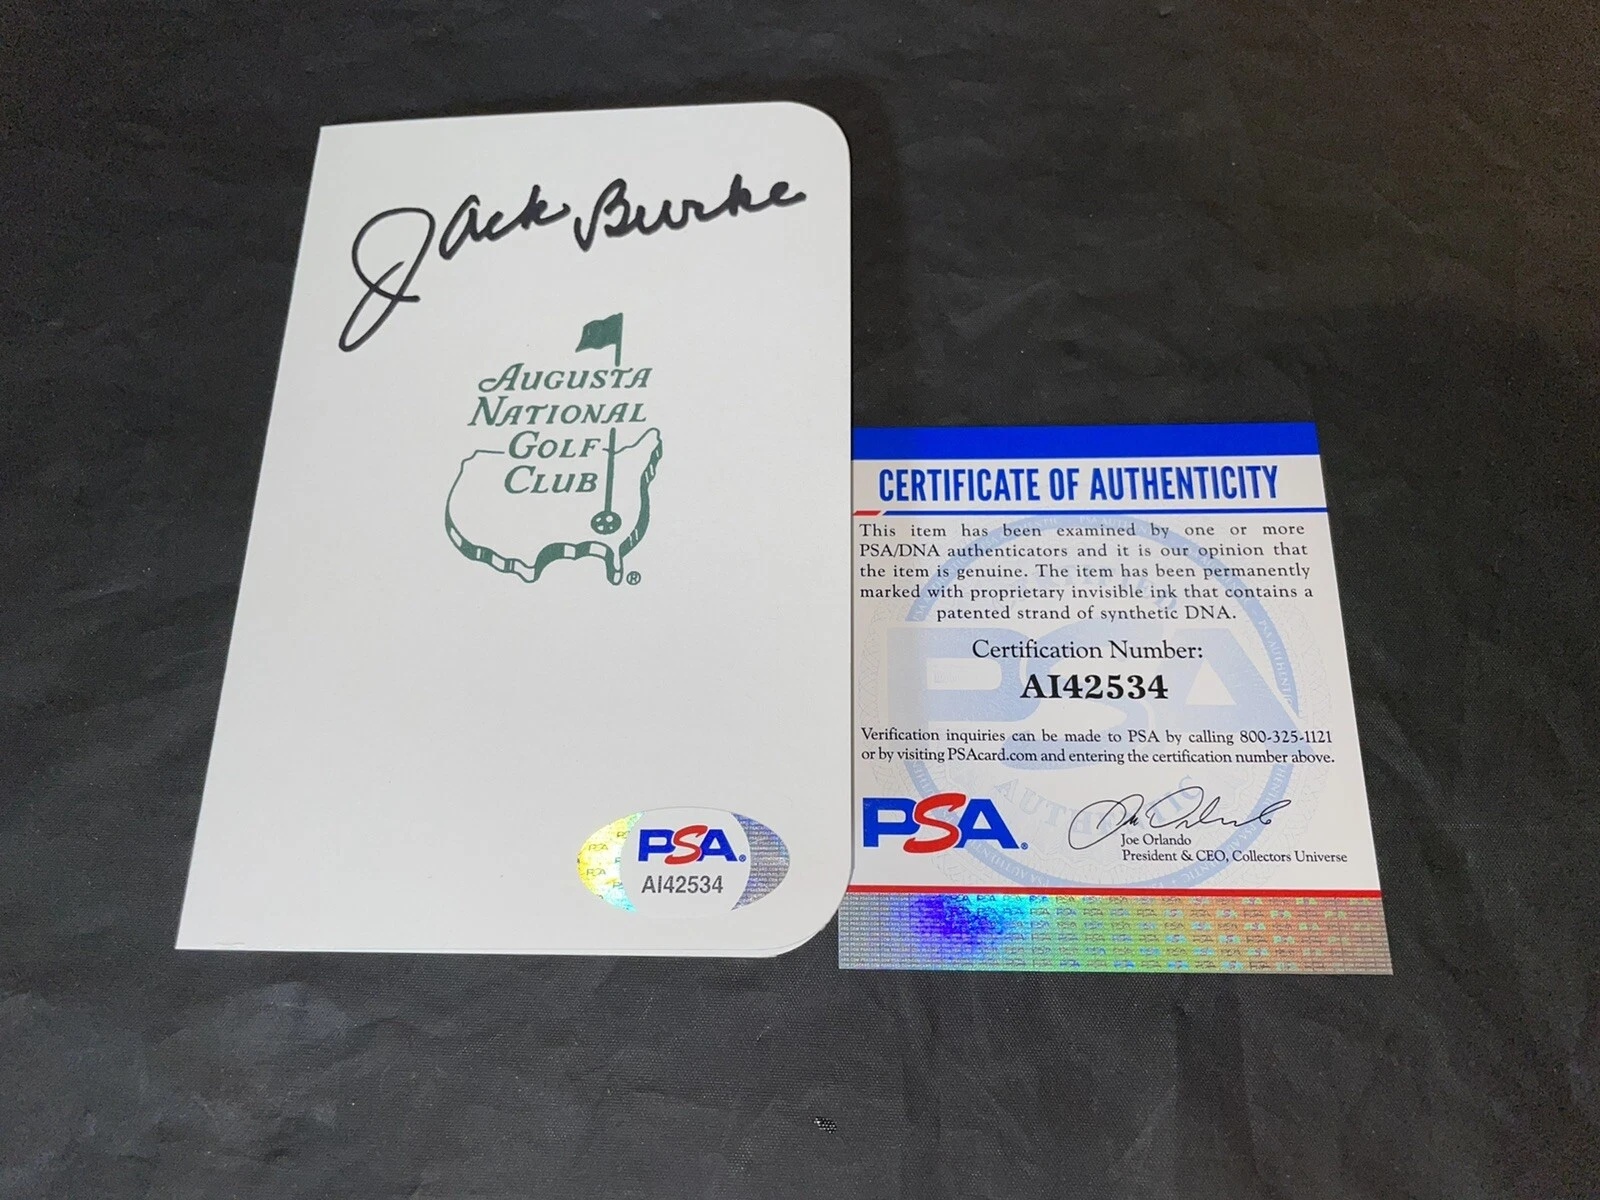 Jack Burke
AUGUSTA
NATIONAL
GOLF
CLUB
®
PSA®
AI42534
CERTIFICATE OF AUTHENTICITY
This item has been examined by one or more
PSA/DNA authenticators and it is our opinion that
the item is genuine. The item has been permanently
marked with proprietary invisible ink that contains a
patented strand of synthetic DNA.
Certification Number:
AI42534
Verification inquiries can be made to PSA by calling 800-325-1121
or by visiting PSAcard.com and entering the certification number above.
PSA®
Joe Orlando
Joe Orlando
President & CEO, Collectors Universe